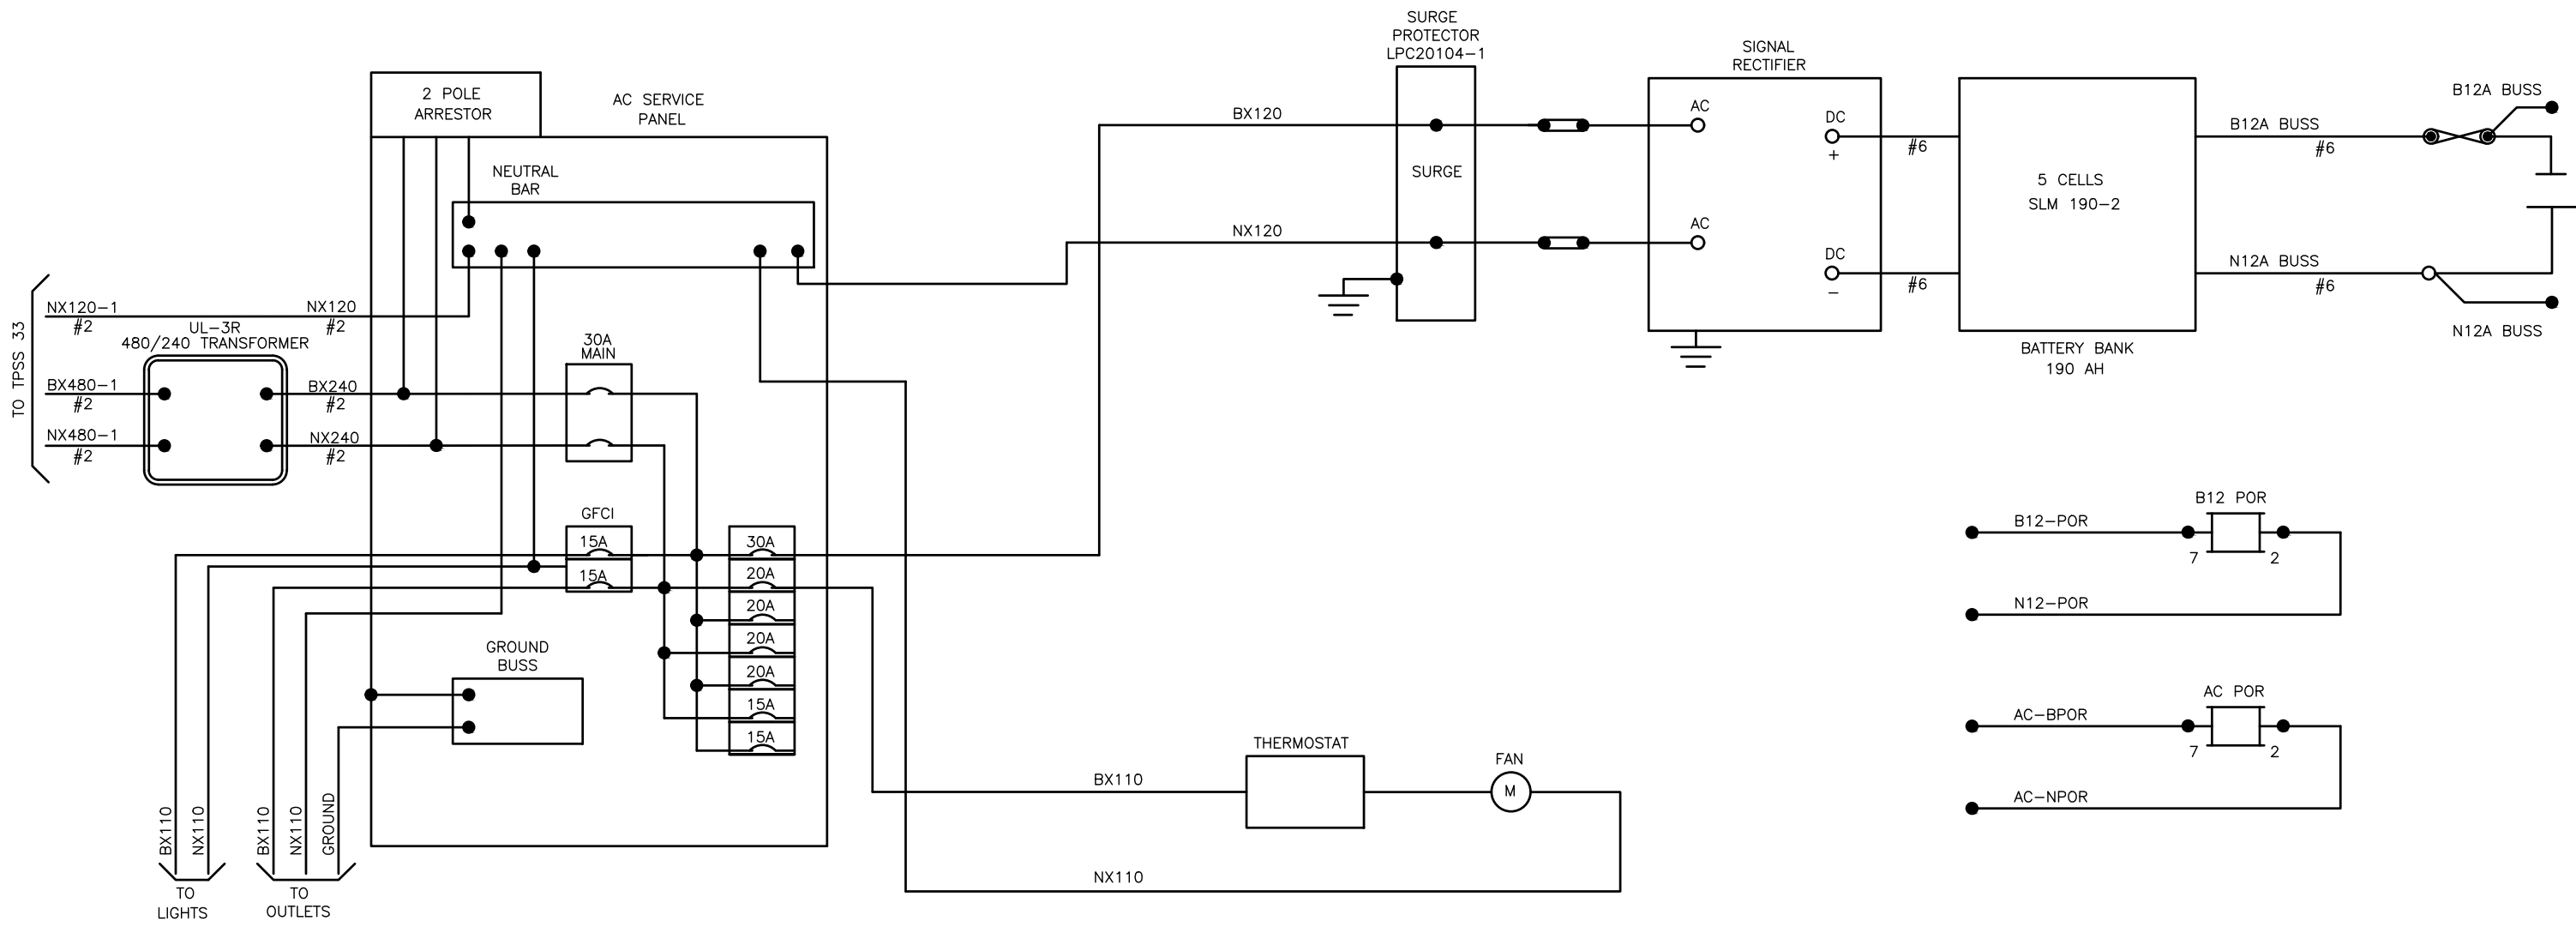 SURGE
PROTECTOR
LPC20104-1
SIGNAL
RECTIFIER
2 POLE
ARRESTOR
AC SERVICE
PANEL
NEUTRAL
BAR
BX120
SURGE
NX120
AC
AC
DC
+
DC
-
#6
#6
5 CELLS
SLM 190-2
BATTERY BANK
190 AH
B12A BUSS
#6
B12A BUSS
N12A BUSS
#6
N12A BUSS
TO TPSS 33
NX120-1
#2
NX120
#2
UL-3R
480/240 TRANSFORMER
BX480-1
#2
BX240
#2
NX480-1
#2
NX240
#2
30A
MAIN
GFCI
15A
15A
30A
20A
20A
20A
20A
15A
15A
GROUND
BUSS
BX110
NX110
BX110
NX110
GROUND
TO
LIGHTS
TO
OUTLETS
THERMOSTAT
FAN
M
BX110
NX110
B12 POR
B12-POR
7
2
N12-POR
AC POR
AC-BPOR
7
2
AC-NPOR